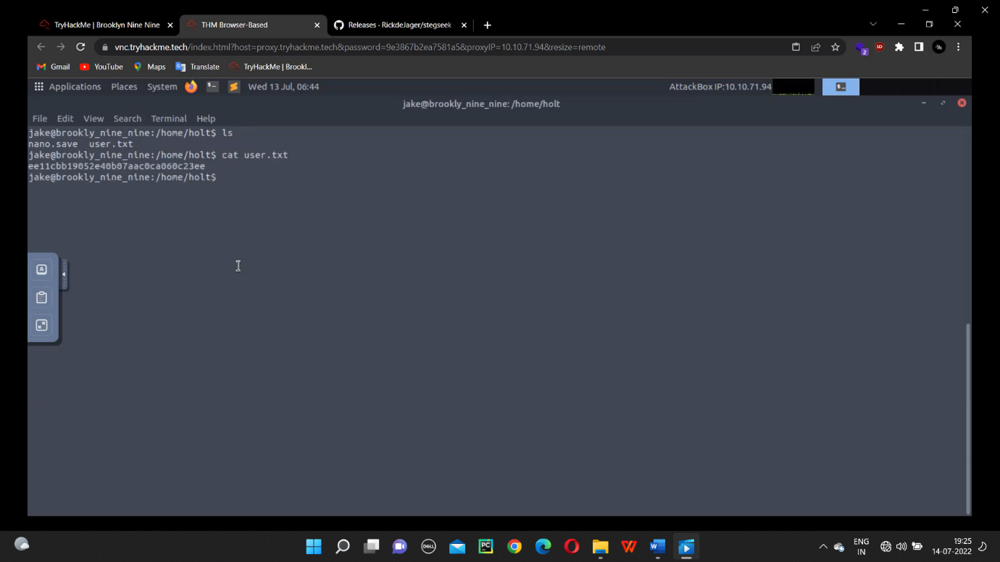 TryHackMe | Brooklyn Nine Nine
THM Browser-Based
Releases · RickdeJager/stegseek
vnc.tryhackme.tech/index.html?host=proxy.tryhackme.tech&password=9e3867b2ea7581a5&proxyIP=10.10.71.94&resize=remote
2
Gmail
YouTube
Maps
Translate
TryHackMe | Brookl...
Applications
Places
System
Wed 13 Jul, 06:44
AttackBox IP:10.10.71.94
jake@brookly_nine_nine: /home/holt
File
Edit
View
Search
Terminal
Help
jake@brookly_nine_nine:/home/holt$ ls
nano.save user.txt
jake@brookly_nine_nine:/home/holt$ cat user.txt
ee11cbb19052e40b07aac0ca060c23ee
jake@brookly_nine_nine:/home/holt$
A
DELL
PC
W
ENG
IN
19:25
14-07-2022